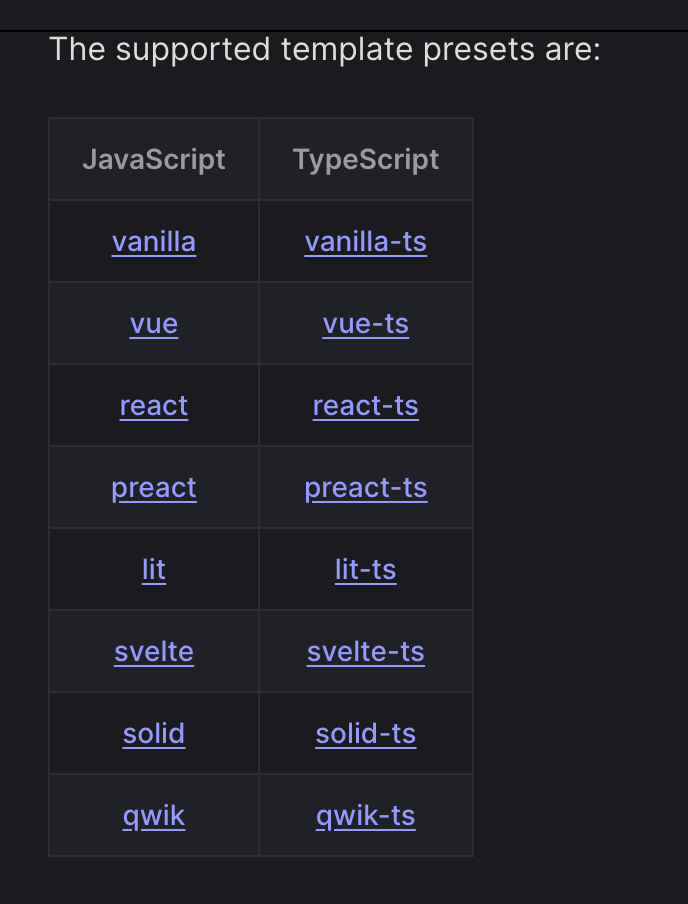 The supported template presets are:
JavaScript TypeScript
vanilla vanilla-ts
vue vue-ts
react react-ts
preact preact-ts
lit lit-ts
svelte svelte-ts
solid solid-ts
qwik qwik-ts